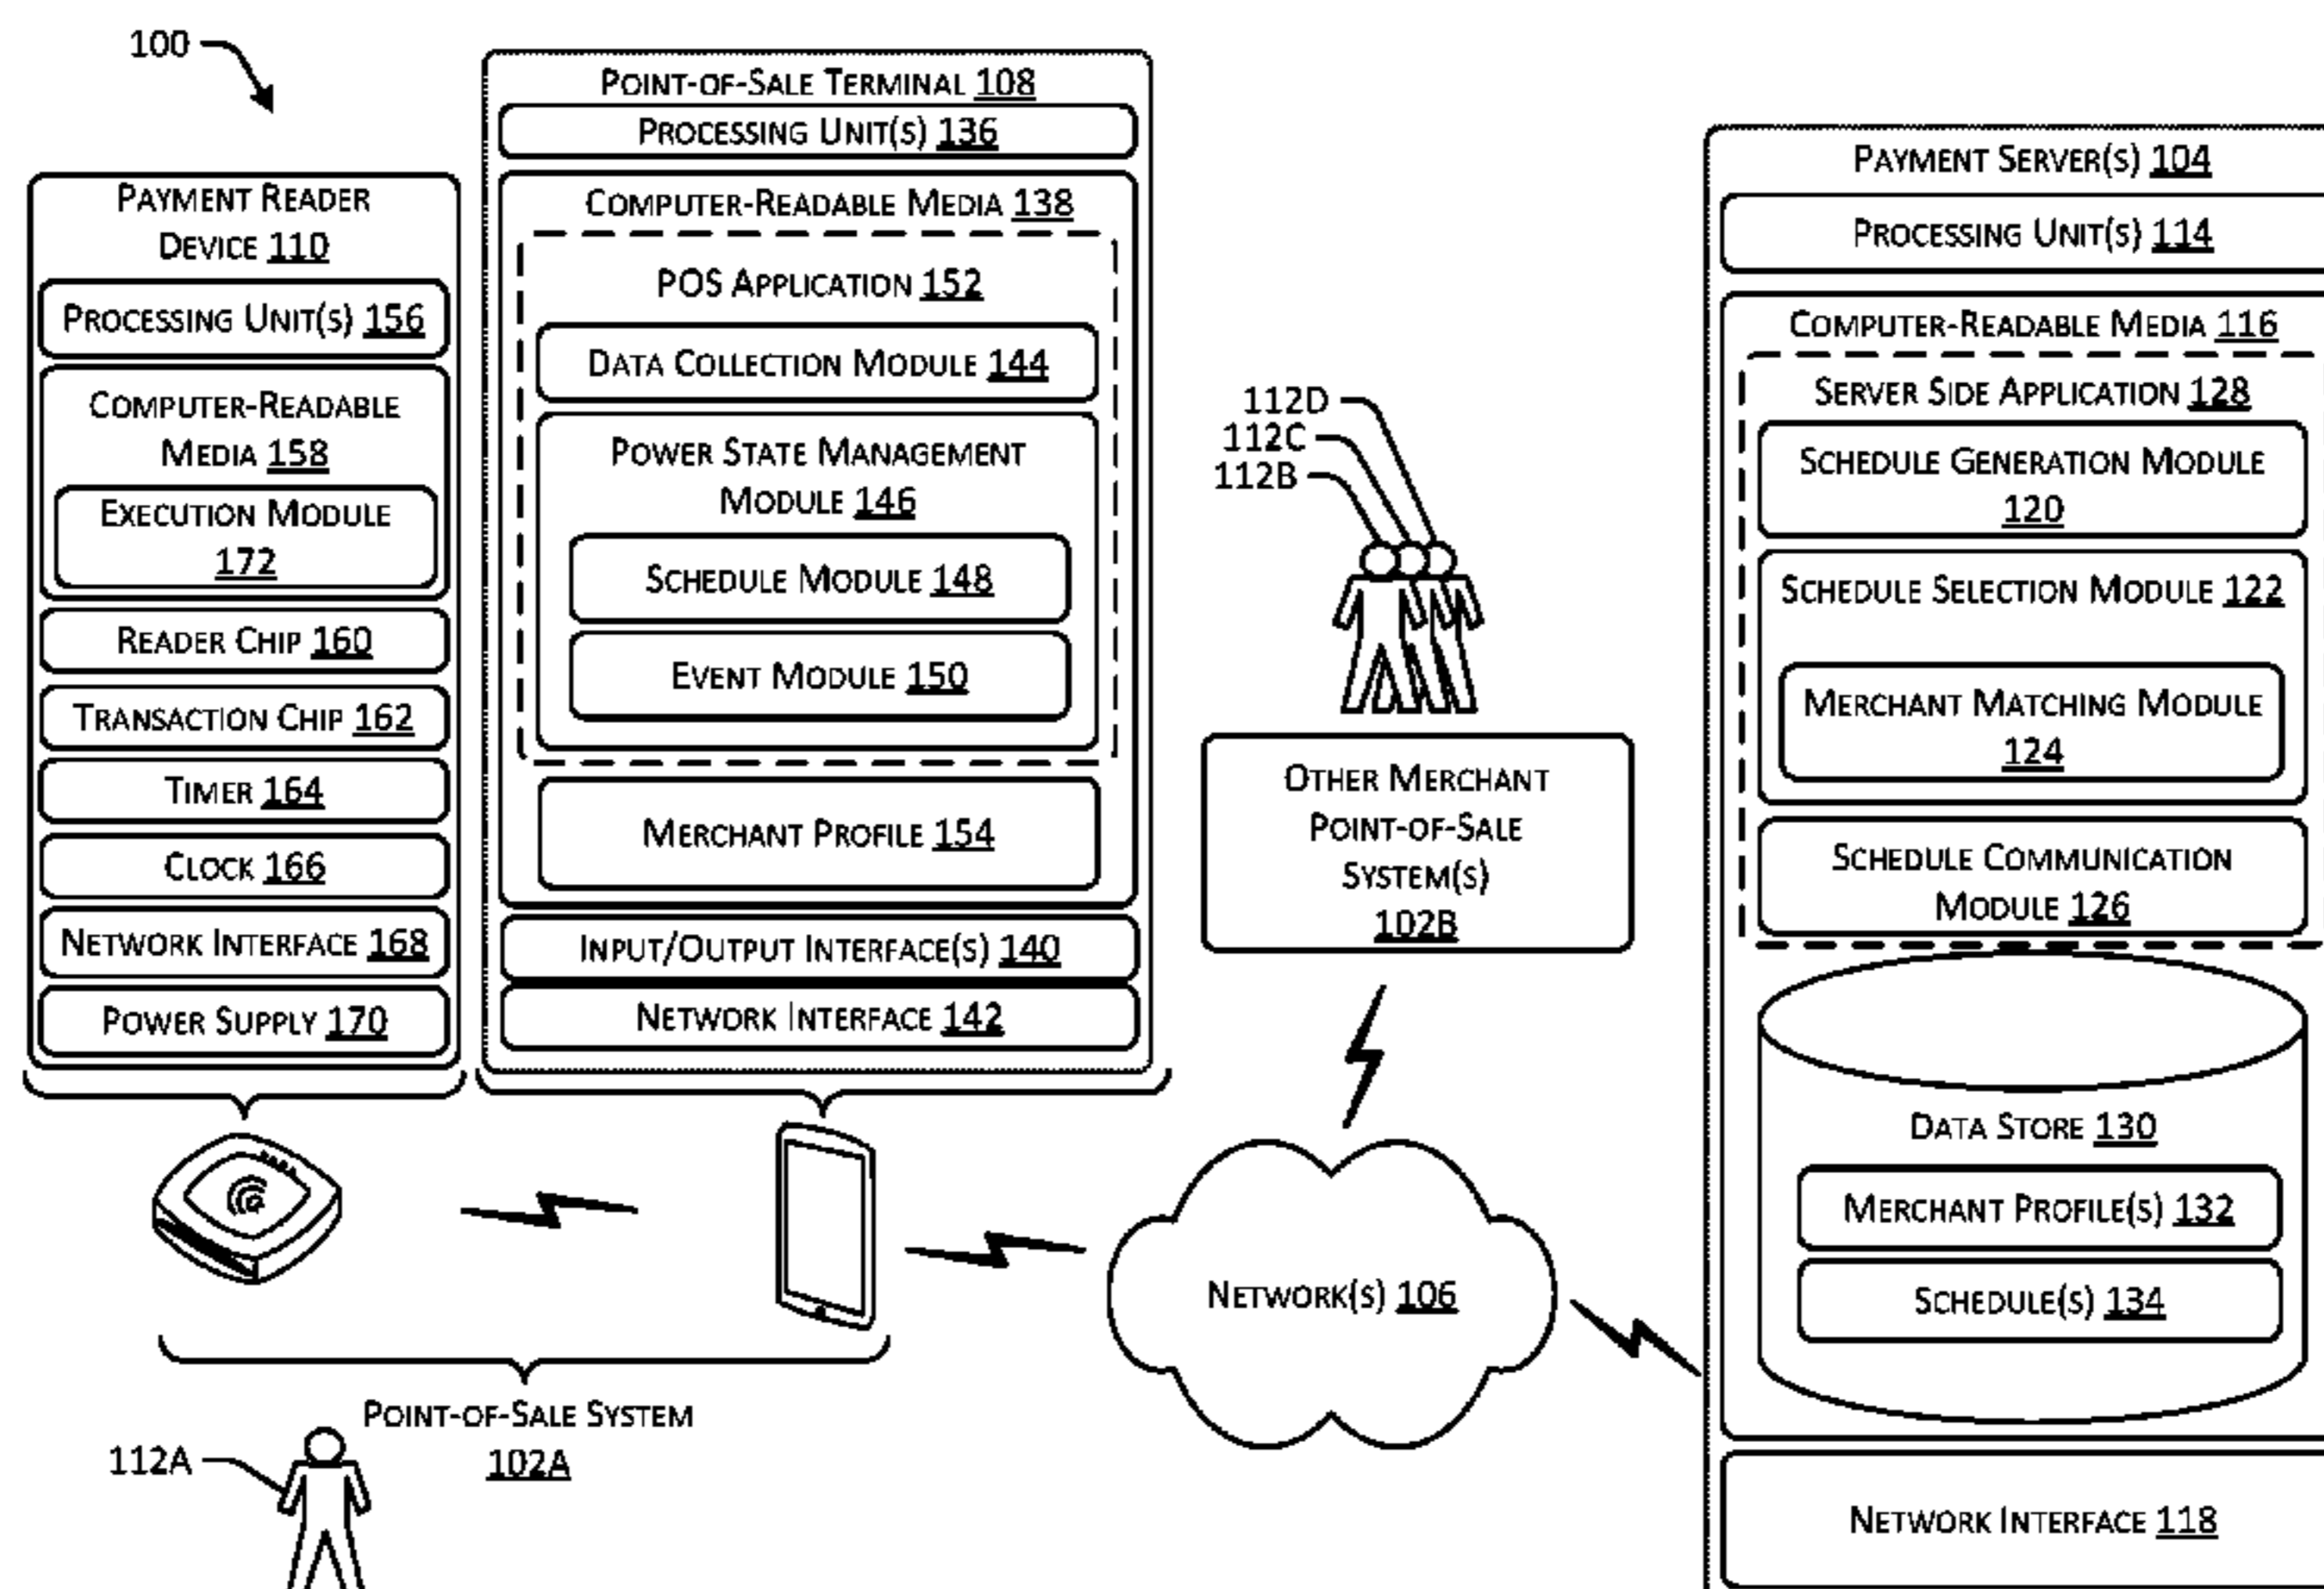 100
PAYMENT READER
DEVICE 110
PROCESSING UNIT(S) 156
COMPUTER-READABLE
MEDIA 158
EXECUTION MODULE
172
READER CHIP 160
TRANSACTION CHIP 162
TIMER 164
CLOCK 166
NETWORK INTERFACE 168
POWER SUPPLY 170
POINT-OF-SALE TERMINAL 108
PROCESSING UNIT(S) 136
COMPUTER-READABLE MEDIA 138
POS APPLICATION 152
DATA COLLECTION MODULE 144
POWER STATE MANAGEMENT
MODULE 146
SCHEDULE MODULE 148
EVENT MODULE 150
MERCHANT PROFILE 154
INPUT/OUTPUT INTERFACE(S) 140
NETWORK INTERFACE 142
POINT-OF-SALE SYSTEM
102A
112A
112D
112C
112B
OTHER MERCHANT
POINT-OF-SALE
SYSTEM(S)
102B
NETWORK(S) 106
PAYMENT SERVER(S) 104
PROCESSING UNIT(S) 114
COMPUTER-READABLE MEDIA 116
SERVER SIDE APPLICATION 128
SCHEDULE GENERATION MODULE
120
SCHEDULE SELECTION MODULE 122
MERCHANT MATCHING MODULE
124
SCHEDULE COMMUNICATION
MODULE 126
DATA STORE 130
MERCHANT PROFILE(S) 132
SCHEDULE(S) 134
NETWORK INTERFACE 118